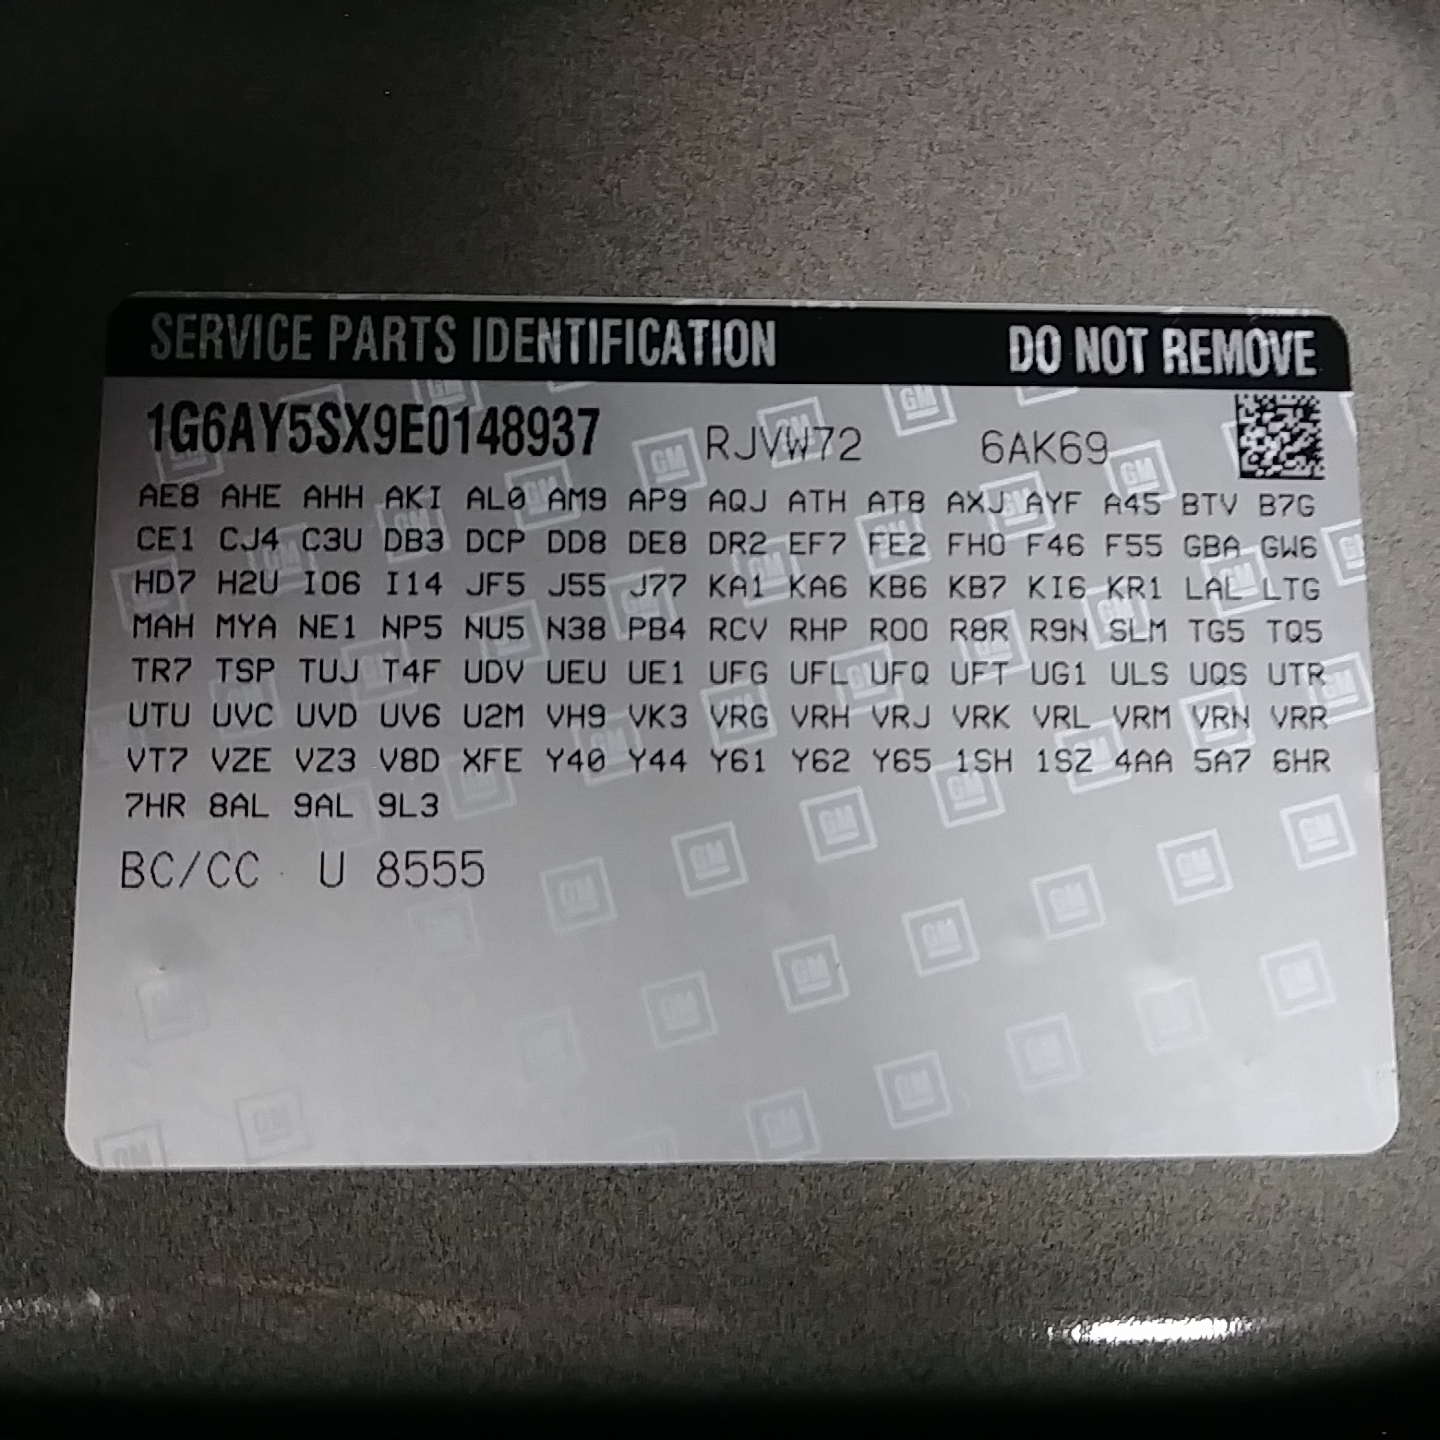 SERVICE PARTS IDENTIFICATION DO NOT REMOVE
1G6AY5SX9E0148937 RJVW72 6AK69
AE8 AHE AHH AKI AL0 AM9 AP9 AQJ ATH AT8 AXJ AYF A45 BTV B7G
CE1 CJ4 C3U DB3 DCP DD8 DE8 DR2 EF7 FE2 FHO F46 F55 GBA GW6
HD7 H2U IO6 I14 JF5 J55 J77 KA1 KA6 KB6 KB7 KI6 KR1 LAL LTG
MAH MYA NE1 NP5 NU5 N38 PB4 RCV RHP ROO R8R R9N SLM TG5 TQ5
TR7 TSP TUJ T4F UDV UEU UE1 UFG UFL UFQ UFT UG1 ULS UQS UTR
UTU UVC UVD UV6 U2M VH9 VK3 VRG VRH VRJ VRK VRL VRM VRN VRR
VT7 VZE VZ3 V8D XFE Y40 Y44 Y61 Y62 Y65 1SH 1SZ 4AA 5A7 6HR
7HR 8AL 9AL 9L3
BC/CC U 8555